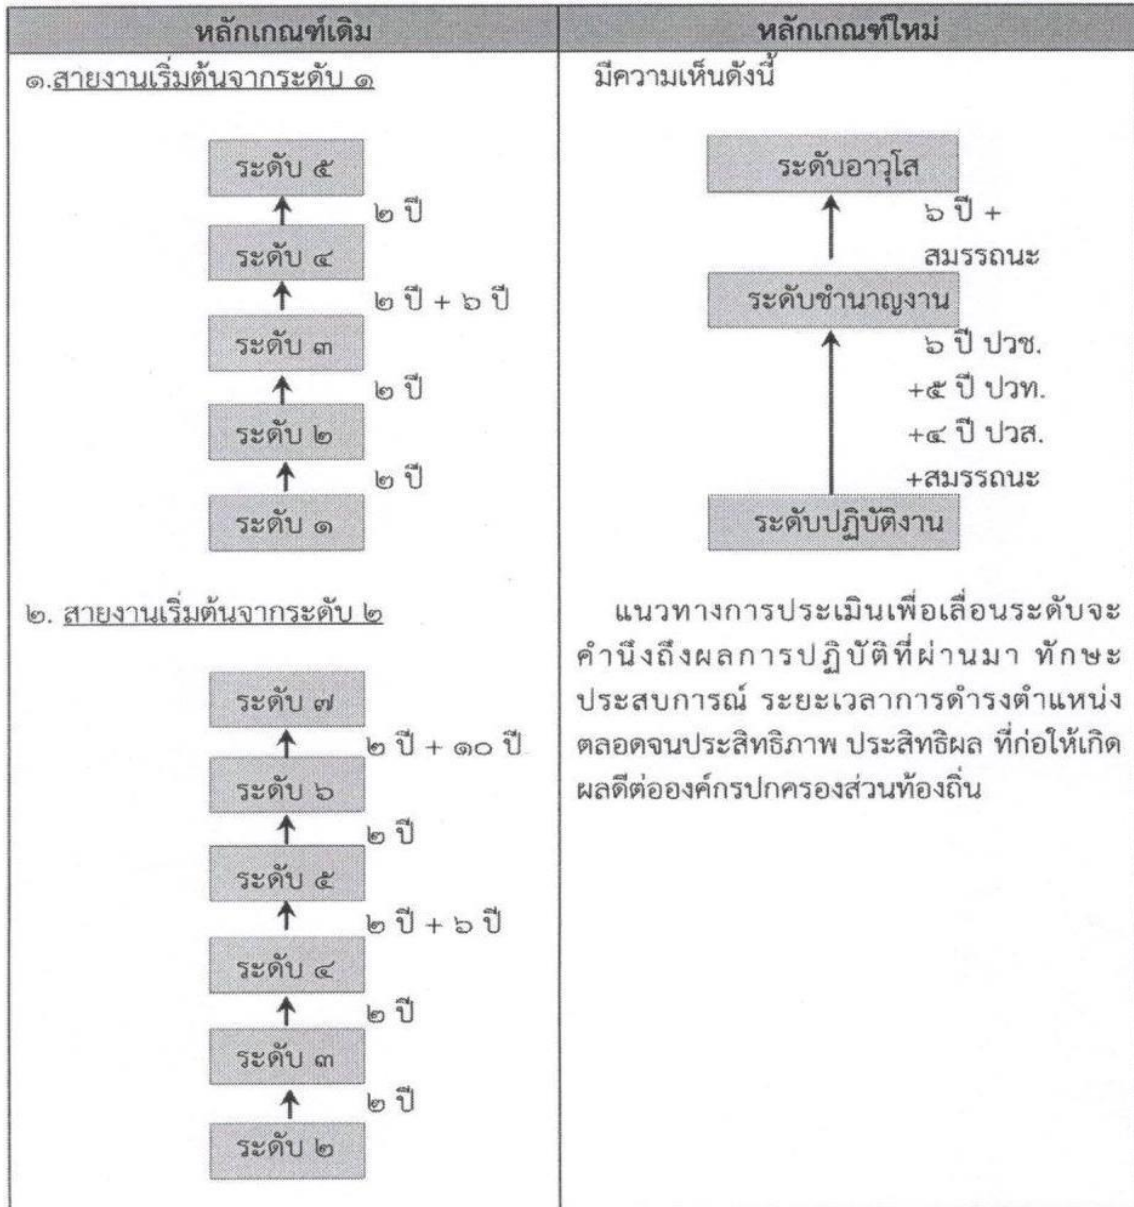 หลักเกณฑ์เดิม
๑.สายงานเริ่มต้นจากระดับ ๑
ระดับ ๕
๒ ปี
ระดับ ๔
๒ ปี + ๖ ปี
ระดับ ๓
๒ ปี
ระดับ ๒
๒ ปี
ระดับ ๑
๒. สายงานเริ่มต้นจากระดับ ๒
ระดับ ๗
๒ ปี + ๑๐ ปี
ระดับ ๖
๒ ปี
ระดับ ๕
๒ ปี + ๖ ปี
ระดับ ๔
๒ ปี
ระดับ ๓
๒ ปี
ระดับ ๒
หลักเกณฑ์ใหม่
มีความเห็นดังนี้
ระดับอาวุโส
๖ ปี +
สมรรถนะ
ระดับชำนาญงาน
๖ ปี ปวช.
+๕ ปี ปวท.
+๔ ปี ปวส.
+สมรรถนะ
ระดับปฏิบัติงาน
แนวทางการประเมินเพื่อเลื่อนระดับจะ
คำนึงถึงผลการปฏิบัติที่ผ่านมา ทักษะ
ประสบการณ์ ระยะเวลาการดำรงตำแหน่ง
ตลอดจนประสิทธิภาพ ประสิทธิผล ที่ก่อให้เกิด
ผลดีต่อองค์กรปกครองส่วนท้องถิ่น